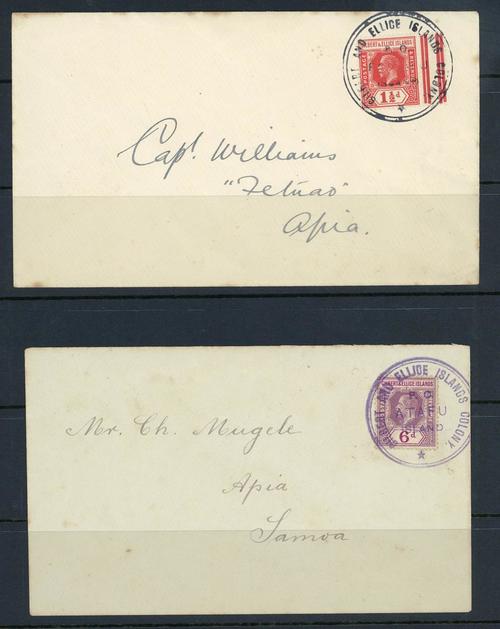 GILBERT AND ELLICE ISLANDS COLONY
GILBERT & ELLICE ISLANDS
POSTAGE
1½d
Capt. Williams
Apia.
GILBERT AND ELLICE ISLANDS COLONY
P.O.
ATAFU
ISLAND
GILBERT & ELLICE ISLANDS
6d
Mr. Ch. Mugele
Apia
Samoa